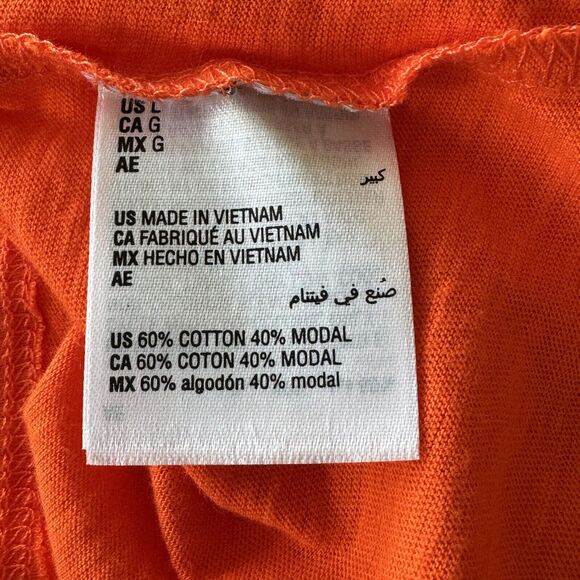 US L
CA G
MX G
AE
كبير
US MADE IN VIETNAM
CA FABRIQUÉ AU VIETNAM
MX HECHO EN VIETNAM
AE
صُنع في فيتنام
US 60% COTTON 40% MODAL
CA 60% COTON 40% MODAL
MX 60% algodón 40% modal